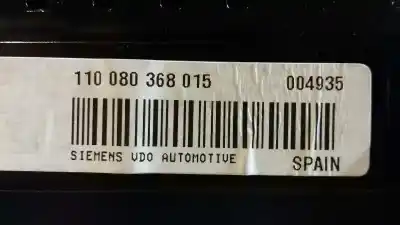 110 080 368 015 004935
SIEMENS VDO AUTOMOTIVE SPAIN